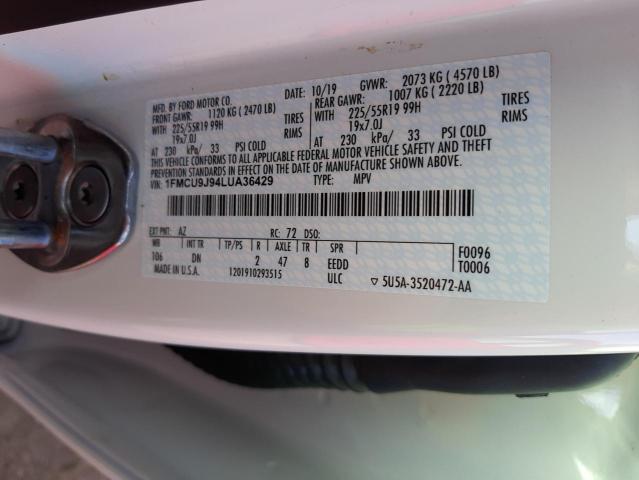 MFD. BY FORD MOTOR CO. 10/19 GVWR: 2073 KG ( 4570 LB)
FRONT GAWR: 1120 KG ( 2470 LB) REAR GAWR: 1007 KG ( 2220 LB)
WITH 225/55R19 99H TIRES WITH 225/55R19 99H TIRES
19x7.0J RIMS 19x7.0J RIMS
AT 230 kPa/ 33 PSI COLD AT 230 kPa/ 33 PSI COLD
THIS VEHICLE CONFORMS TO ALL APPLICABLE FEDERAL MOTOR VEHICLE SAFETY AND THEFT
PREVENTION STANDARDS IN EFFECT ON THE DATE OF MANUFACTURE SHOWN ABOVE.
VIN: 1FMCU9J94LUA36429 TYPE: MPV
EXT PNT: AZ RC: 72 DSO:
WB INT TR TP/PS R AXLE TR SPR F0096
106 DN 2 47 8 EEDD T0006
MADE IN U.S.A. 1201910293515 ULC ▽ 5U5A-3520472-AA